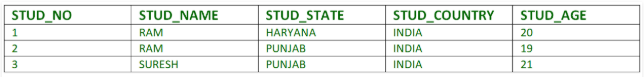 STUD_NO STUD_NAME STUD_STATE STUD_COUNTRY STUD_AGE
1 RAM HARYANA INDIA 20
2 RAM PUNJAB INDIA 19
3 SURESH PUNJAB INDIA 21